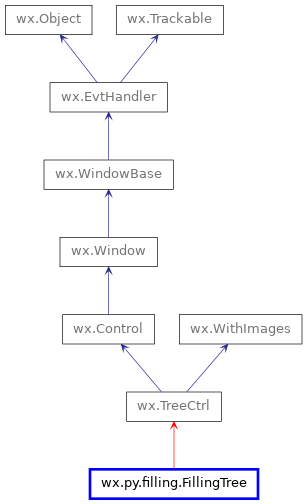 wx.Object
wx.Trackable
wx.EvtHandler
wx.WindowBase
wx.Window
wx.Control
wx.WithImages
wx.TreeCtrl
wx.py.filling.FillingTree